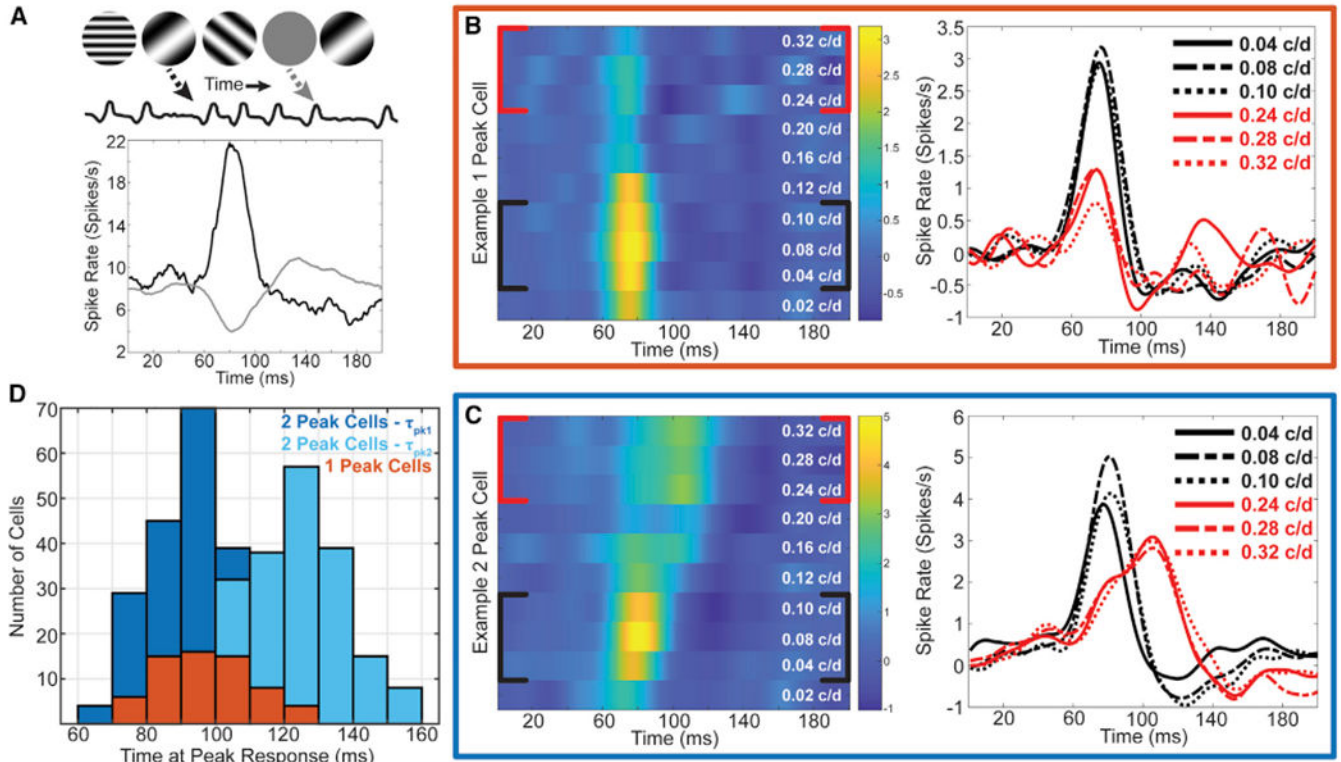 A
Time
Spike Rate (Spikes/s)
22
18
14
10
6
2
20 60 100 140 180
Time (ms)
B
Example 1 Peak Cell
0.32 c/d
0.28 c/d
0.24 c/d
0.20 c/d
0.16 c/d
0.12 c/d
0.10 c/d
0.08 c/d
0.04 c/d
0.02 c/d
20 60 100 140 180
Time (ms)
3
2.5
2
1.5
1
0.5
0
-0.5
Spike Rate (Spikes/s)
3.5
3
2.5
2
1.5
1
0.5
0
-0.5
-1
0.04 c/d
0.08 c/d
0.10 c/d
0.24 c/d
0.28 c/d
0.32 c/d
20 60 100 140 180
Time (ms)
D
Number of Cells
70
60
50
40
30
20
10
2 Peak Cells - τpk1
2 Peak Cells - τpk2
1 Peak Cells
60 80 100 120 140 160
Time at Peak Response (ms)
C
Example 2 Peak Cell
0.32 c/d
0.28 c/d
0.24 c/d
0.20 c/d
0.16 c/d
0.12 c/d
0.10 c/d
0.08 c/d
0.04 c/d
0.02 c/d
20 60 100 140 180
Time (ms)
5
4
3
2
1
0
-1
Spike Rate (Spikes/s)
6
5
4
3
2
1
0
-1
0.04 c/d
0.08 c/d
0.10 c/d
0.24 c/d
0.28 c/d
0.32 c/d
20 60 100 140 180
Time (ms)